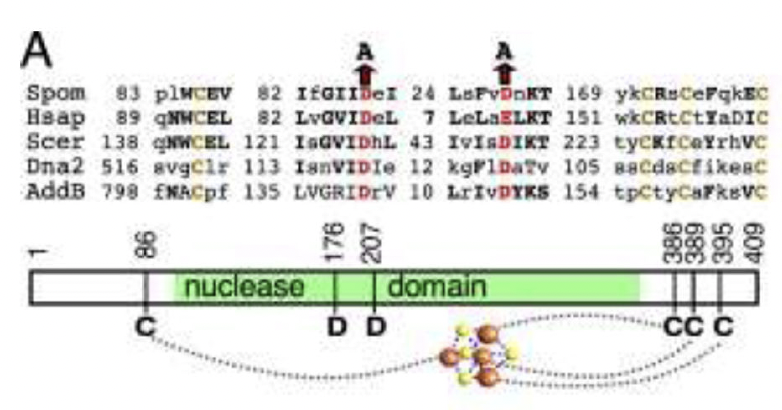 A
A A
Spom 83 plWCEV 82 IfGIIDeI 24 LsFvDnKT 169 ykCRsCeFqkEC
Hsap 89 qNWCEL 82 LvGVIDeL 7 LeLaELKT 151 wkCRtCtYaDIC
Scer 138 qNWCEL 121 IsGVIDhL 43 IvIsDIKT 223 tyCKfCeYrhVC
Dna2 516 svgClr 113 IsnVIDIe 12 kgFlDaTv 105 ssCdsCfikesC
AddB 798 fNACpf 135 LVGRIDrV 10 LrIvDYKS 154 tpCtyCsFksVC
1 86 176 207 386 389 395 409
nuclease domain
C D D C C C